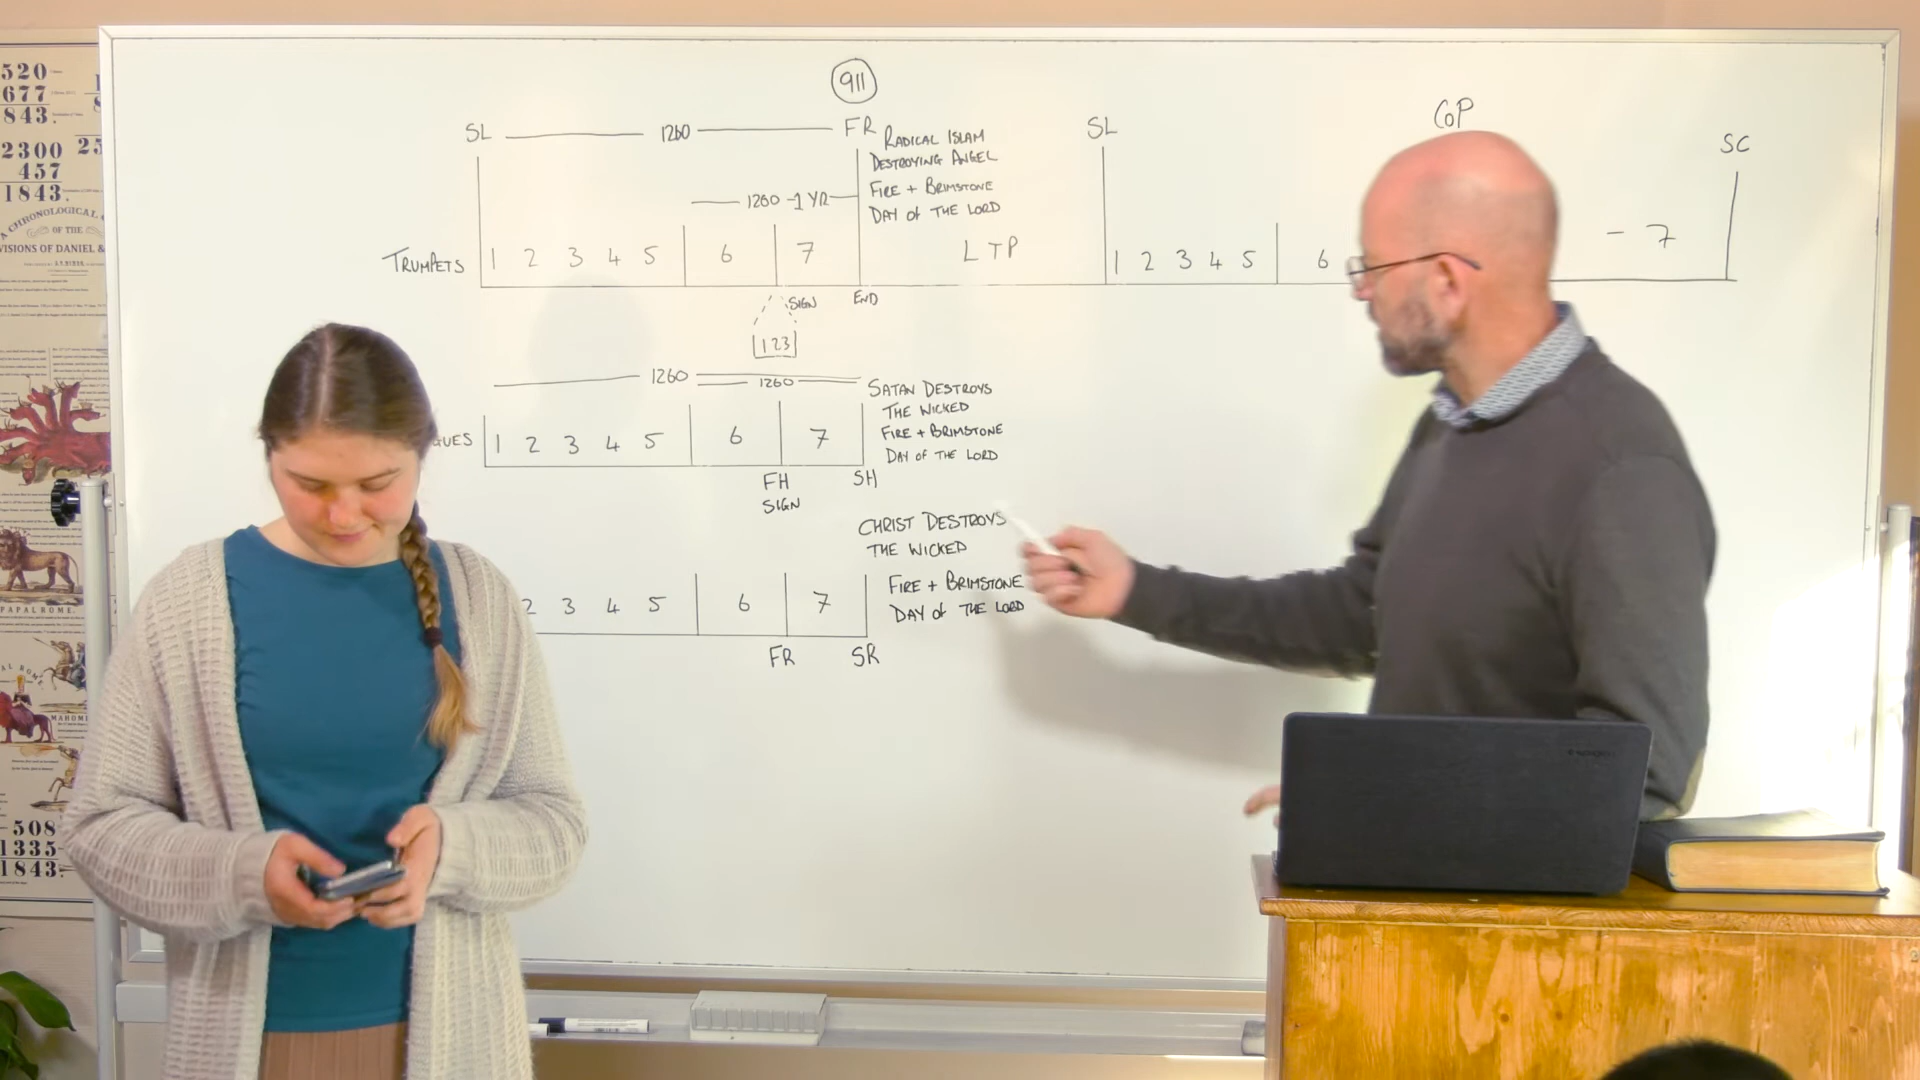 911
SL 1260 FR
RADICAL ISLAM
DESTROYING ANGEL
FIRE + BRIMSTONE
DAY of THE LORD
1260 -1 YR
TRUMPETS 1 2 3 4 5 6 7
LTP
SIGN END
123
SL CoP SC
1 2 3 4 5 6 - 7
1260 1260
SATAN DESTROYS
THE WICKED
FIRE + BRIMSTONE
DAY of THE LORD
GUES 1 2 3 4 5 6 7
FH SH
SIGN
CHRIST DESTROYS
THE WICKED
FIRE + BRIMSTONE
DAY of THE LORD
2 3 4 5 6 7
FR SR
520
677
843.
2300
457
1843.
25
A CHRONOLOGICAL
OF THE
VISIONS OF DANIEL &
PAPAL ROME.
MAHOM
508
1335
1843